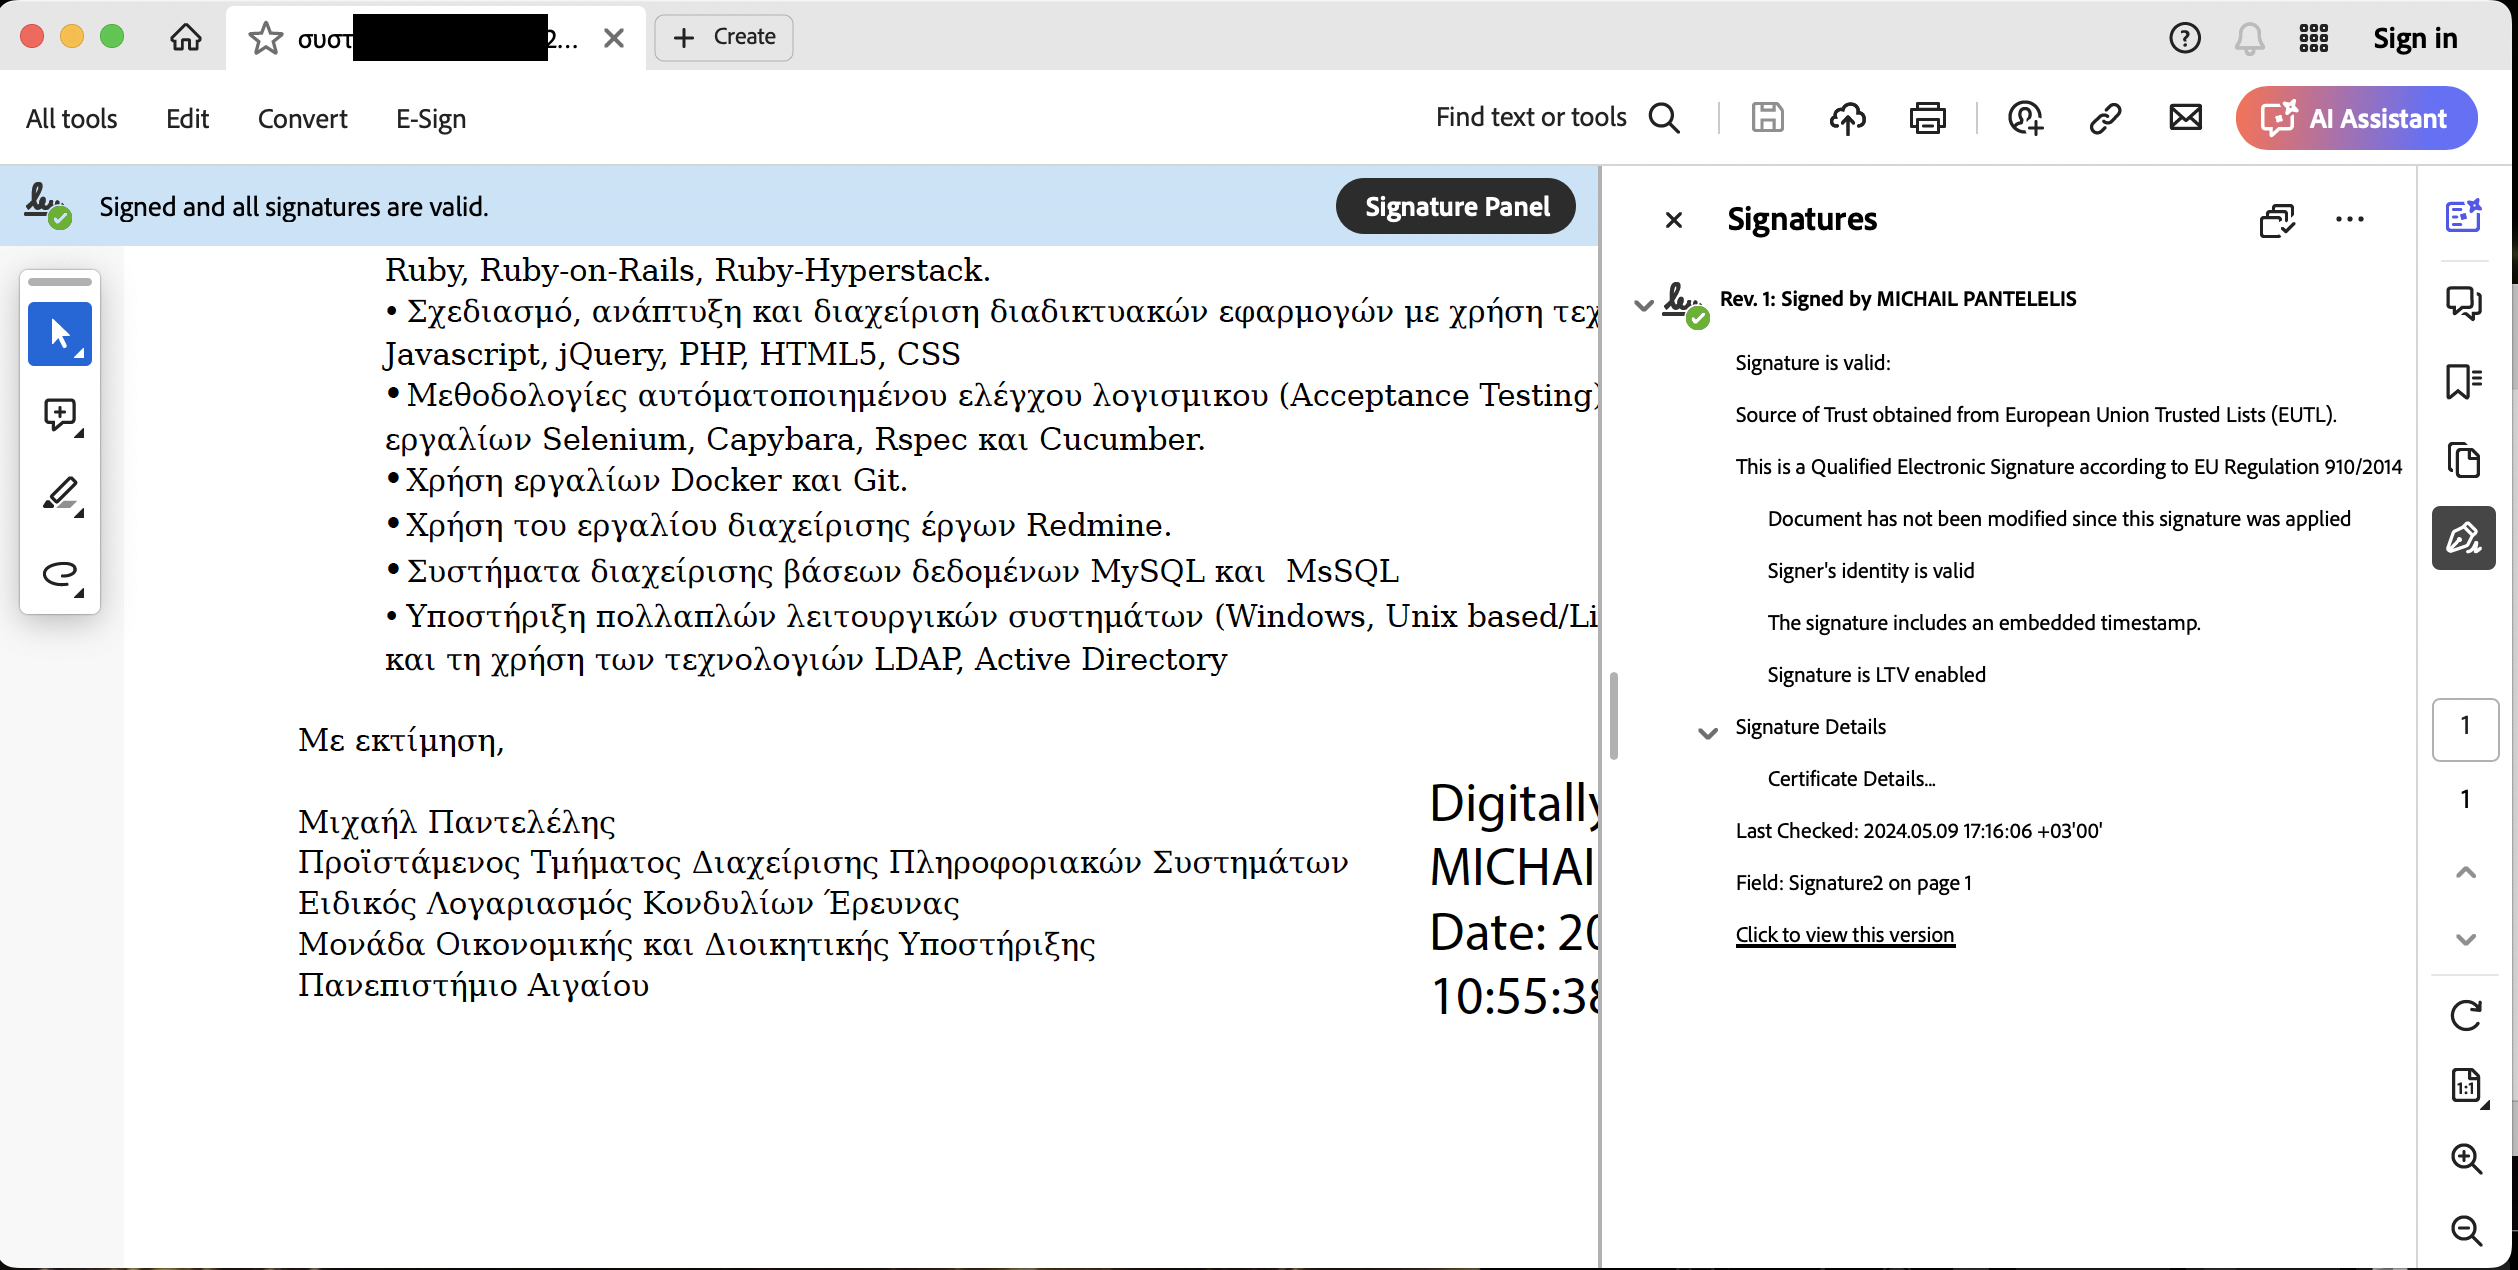 συστ
2...
Create
Sign in
All tools
Edit
Convert
E-Sign
Find text or tools
AI Assistant
Signed and all signatures are valid.
Signature Panel
Ruby, Ruby-on-Rails, Ruby-Hyperstack.
• Σχεδιασμό, ανάπτυξη και διαχείριση διαδικτυακών εφαρμογών με χρήση τεχ
Javascript, jQuery, PHP, HTML5, CSS
• Μεθοδολογίες αυτόματοποιημένου ελέγχου λογισμικου (Acceptance Testing)
εργαλίων Selenium, Capybara, Rspec και Cucumber.
• Χρήση εργαλίων Docker και Git.
• Χρήση του εργαλίου διαχείρισης έργων Redmine.
• Συστήματα διαχείρισης βάσεων δεδομένων MySQL και MsSQL
• Υποστήριξη πολλαπλών λειτουργικών συστημάτων (Windows, Unix based/Li
και τη χρήση των τεχνολογιών LDAP, Active Directory
Με εκτίμηση,
Μιχαήλ Παντελέλης
Προϊστάμενος Τμήματος Διαχείρισης Πληροφοριακών Συστημάτων
Ειδικός Λογαριασμός Κονδυλίων Έρευνας
Μονάδα Οικονομικής και Διοικητικής Υποστήριξης
Πανεπιστήμιο Αιγαίου
Digitally
MICHAI
Date: 20
10:55:38
Signatures
Rev. 1: Signed by MICHAIL PANTELELIS
Signature is valid:
Source of Trust obtained from European Union Trusted Lists (EUTL).
This is a Qualified Electronic Signature according to EU Regulation 910/2014
Document has not been modified since this signature was applied
Signer's identity is valid
The signature includes an embedded timestamp.
Signature is LTV enabled
Signature Details
Certificate Details...
Last Checked: 2024.05.09 17:16:06 +03'00'
Field: Signature2 on page 1
Click to view this version
1
1
1:1